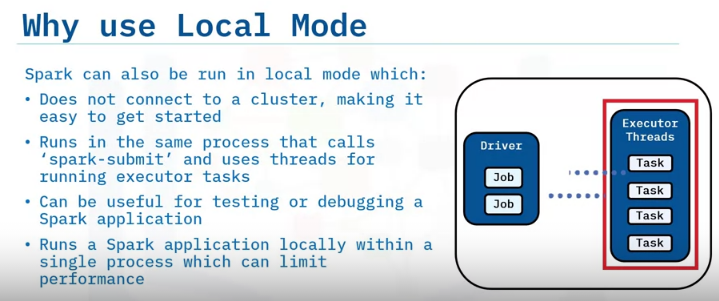 Why use Local Mode
Spark can also be run in local mode which:
• Does not connect to a cluster, making it
easy to get started
• Runs in the same process that calls
‘spark-submit’ and uses threads for
running executor tasks
• Can be useful for testing or debugging a
Spark application
• Runs a Spark application locally within a
single process which can limit
performance
Driver
Job
Job
Executor
Threads
Task
Task
Task
Task